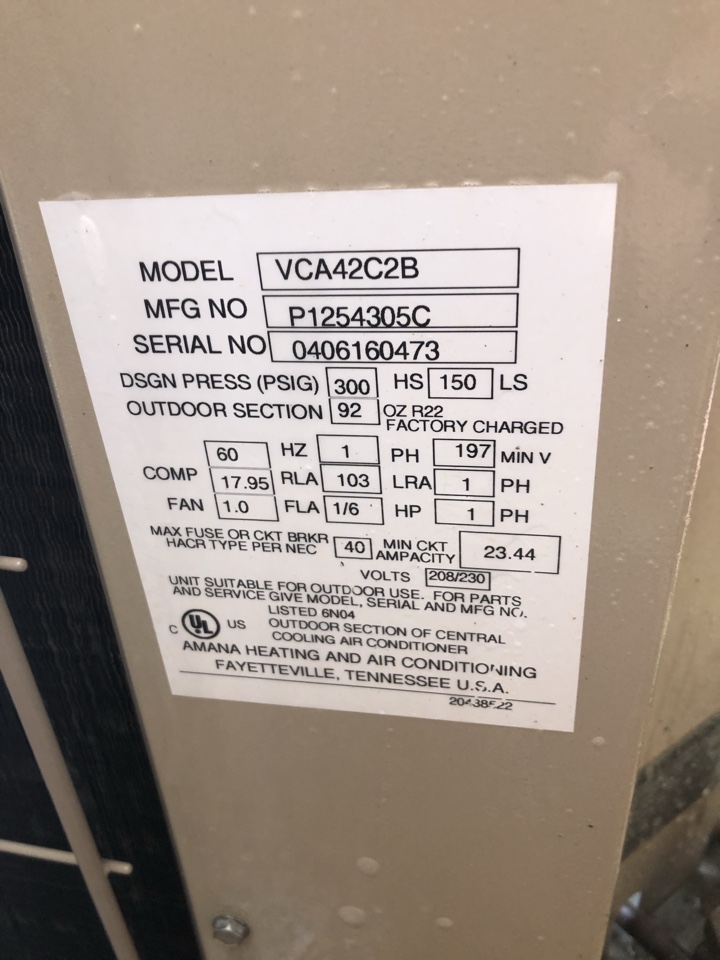 MODEL VCA42C2B
MFG NO P1254305C
SERIAL NO 0406160473
DSGN PRESS (PSIG) 300 HS 150 LS
OUTDOOR SECTION 92 OZ R22
FACTORY CHARGED
60 HZ 1 PH 197 MIN V
COMP 17.95 RLA 103 LRA 1 PH
FAN 1.0 FLA 1/6 HP 1 PH
MAX FUSE OR CKT BRKR
HACR TYPE PER NEC 40 MIN CKT
AMPACITY 23.44
VOLTS 208/230
UNIT SUITABLE FOR OUTDOOR USE. FOR PARTS
AND SERVICE GIVE MODEL, SERIAL AND MFG NO.
LISTED 6N04
C UL US OUTDOOR SECTION OF CENTRAL
COOLING AIR CONDITIONER
AMANA HEATING AND AIR CONDITIONING
FAYETTEVILLE, TENNESSEE U.S.A.